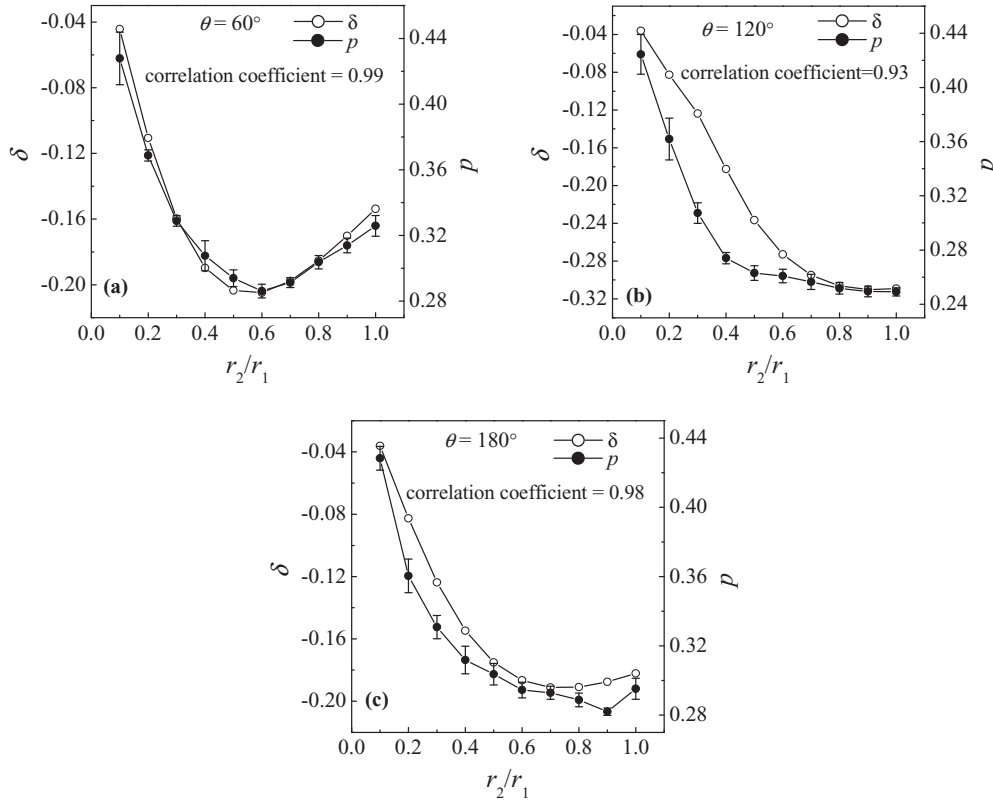 θ = 60°
δ
p
correlation coefficient = 0.99
-0.04
-0.08
-0.12
-0.16
-0.20
δ
0.44
0.40
0.36
0.32
0.28
p
(a)
0.0 0.2 0.4 0.6 0.8 1.0
r2/r1
θ = 120°
δ
p
correlation coefficient=0.93
-0.04
-0.08
-0.12
-0.16
-0.20
-0.24
-0.28
-0.32
δ
0.44
0.40
0.36
0.32
0.28
0.24
p
(b)
0.0 0.2 0.4 0.6 0.8 1.0
r2/r1
θ = 180°
δ
p
correlation coefficient = 0.98
-0.04
-0.08
-0.12
-0.16
-0.20
δ
0.44
0.40
0.36
0.32
0.28
p
(c)
0.0 0.2 0.4 0.6 0.8 1.0
r2/r1